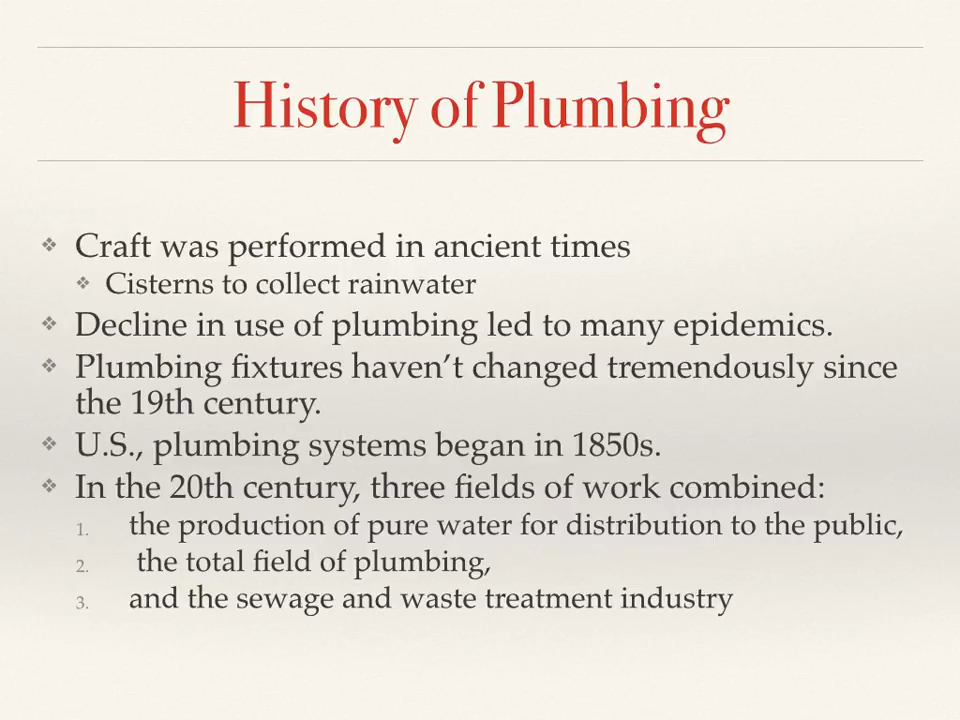 History of Plumbing
❖ Craft was performed in ancient times
❖ Cisterns to collect rainwater
❖ Decline in use of plumbing led to many epidemics.
❖ Plumbing fixtures haven’t changed tremendously since
the 19th century.
❖ U.S., plumbing systems began in 1850s.
❖ In the 20th century, three fields of work combined:
1. the production of pure water for distribution to the public,
2. the total field of plumbing,
3. and the sewage and waste treatment industry